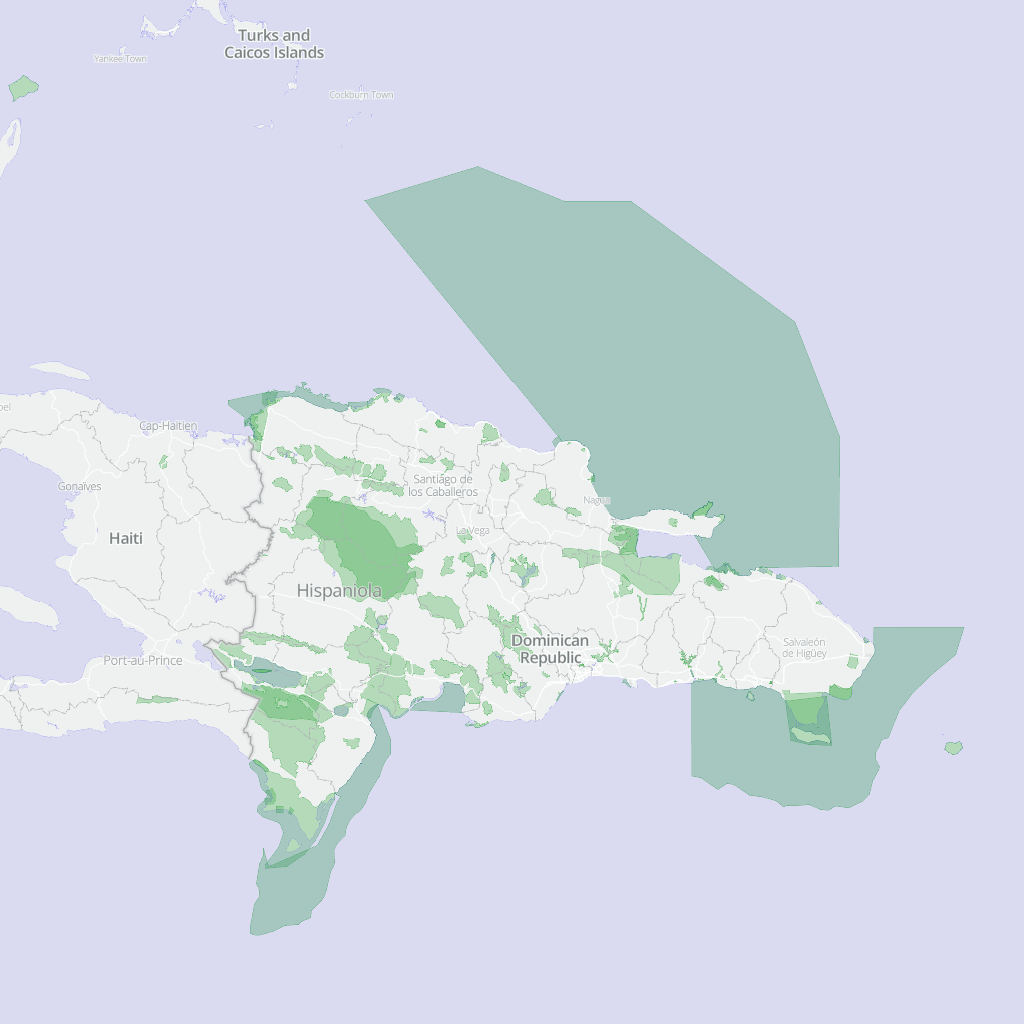 Turks and
Caicos Islands
Yankee Town
Cockburn Town
Cap-Haïtien
Gonaïves
Santiago de
los Caballeros
Nagua
La Vega
Haiti
Hispaniola
Dominican
Republic
Salvaleón
de Higüey
Port-au-Prince